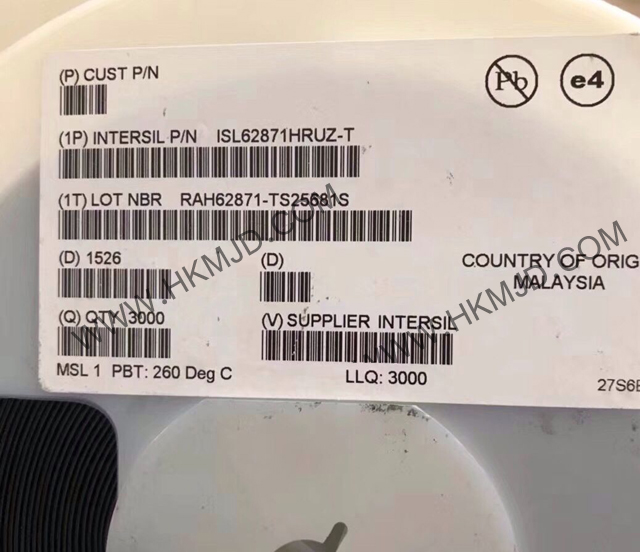 (P) CUST P/N
Pb
e4
(1P) INTERSIL P/N ISL62871HRUZ-T
(1T) LOT NBR RAH62871-TS25681S
(D) 1526
(D)
COUNTRY OF ORIG
MALAYSIA
(Q) QTY 3000
(V) SUPPLIER INTERSIL
MSL 1 PBT: 260 Deg C
LLQ: 3000
27S6
WWW.HKMJD.COM
WWW.HKMJD.COM